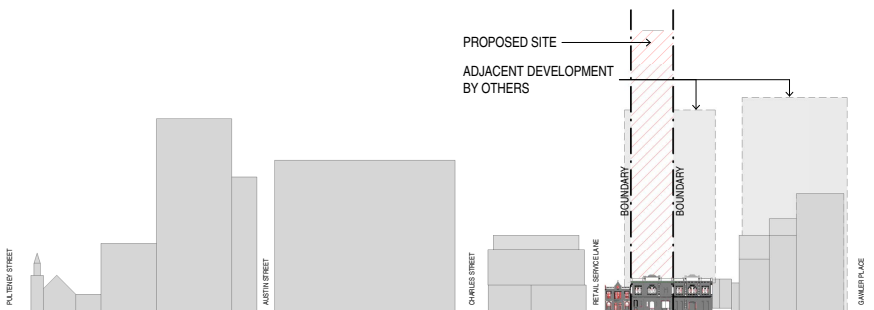 PROPOSED SITE
ADJACENT DEVELOPMENT
BY OTHERS
BOUNDARY
BOUNDARY
PULTENEY STREET
AUSTIN STREET
CHARLES STREET
RETAIL SERVICE LANE
GAWLER PLACE